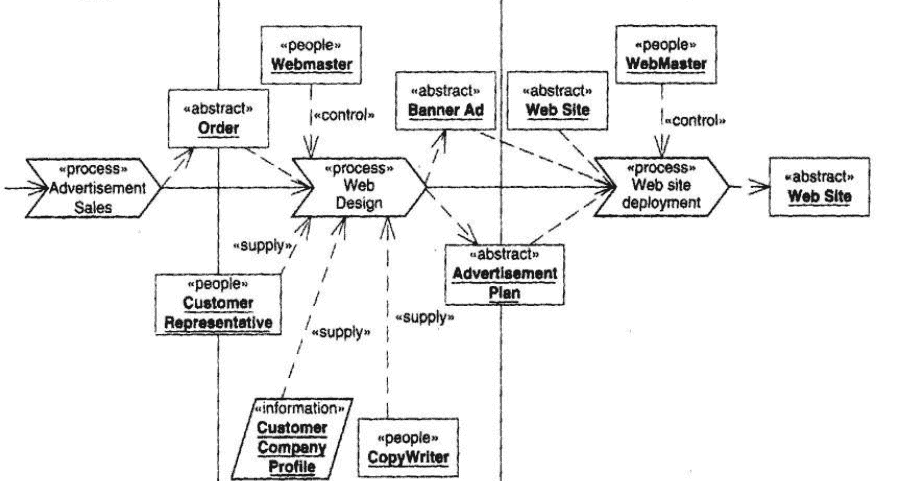 «people»
Webmaster
«people»
WebMaster
«abstract»
Order
«control»
«abstract»
Banner Ad
«abstract»
Web Site
«control»
«process»
Advertisement
Sales
«process»
Web
Design
«process»
Web site
deployment
«abstract»
Web Site
«supply»
«abstract»
Advertisement
Plan
«people»
Customer
Representative
«supply»
«supply»
«information»
Customer
Company
Profile
«people»
CopyWriter